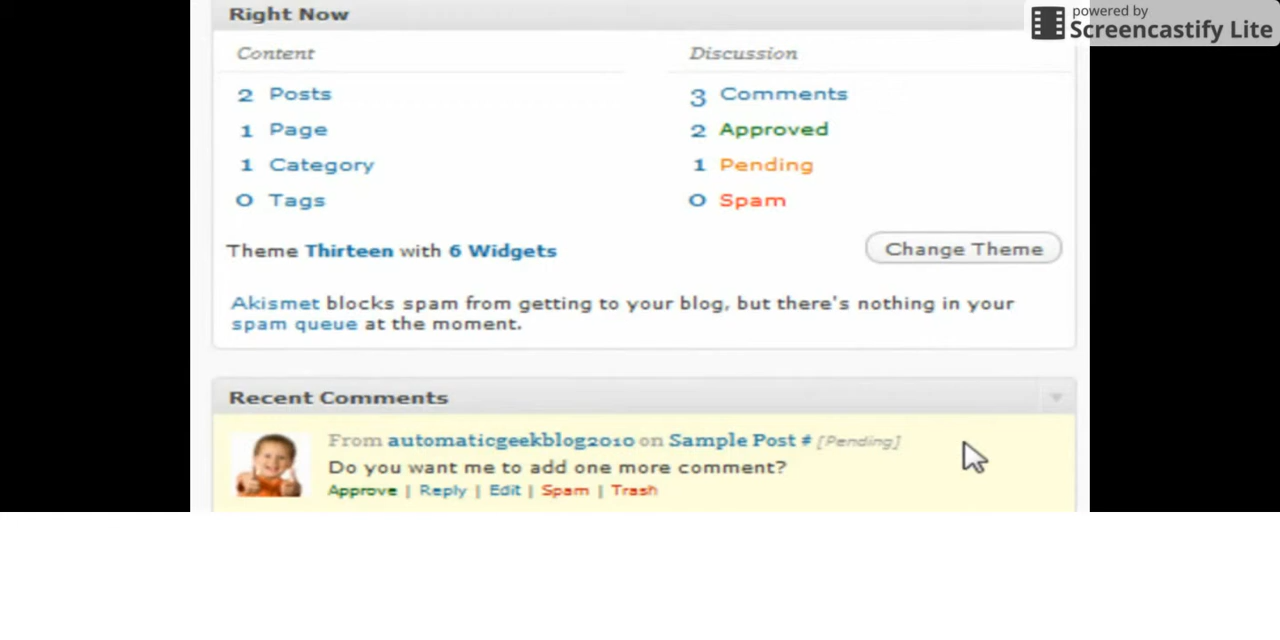 powered by
Screencastify Lite
Right Now
Content
2 Posts
1 Page
1 Category
0 Tags
Discussion
3 Comments
2 Approved
1 Pending
0 Spam
Theme Thirteen with 6 Widgets
Change Theme
Akismet blocks spam from getting to your blog, but there's nothing in your
spam queue at the moment.
Recent Comments
From automaticgeekblog2010 on Sample Post # [Pending]
Do you want me to add one more comment?
Approve | Reply | Edit | Spam | Trash